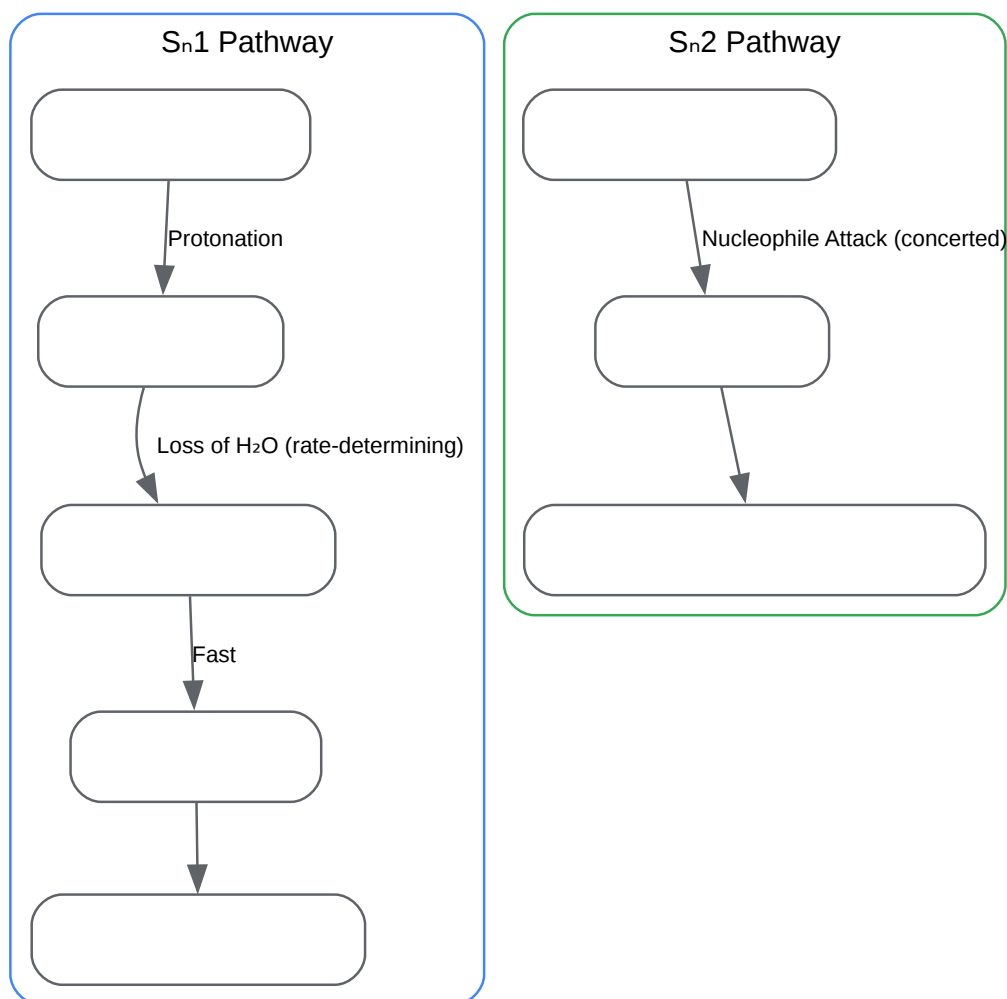 Sₙ1 Pathway
Protonation
Loss of H₂O (rate-determining)
Fast
Sₙ2 Pathway
Nucleophile Attack (concerted)